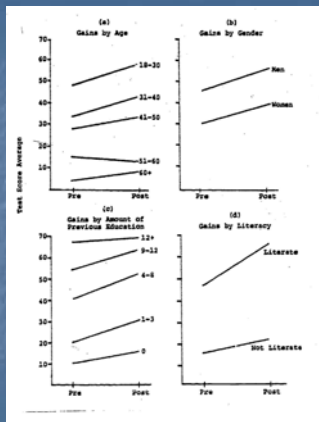 (a)
Gains by Age
70
60
50
40
30
20
10
18-30
31-40
41-50
51-60
60+
Pre Post
(b)
Gains by Gender
Men
Women
Pre Post
Test Score Average
(c)
Gains by Amount of
Previous Education
70
60
50
40
30
20
10
12+
9-12
4-8
1-3
0
Pre Post
(d)
Gains by Literacy
Literate
Not Literate
Pre Post